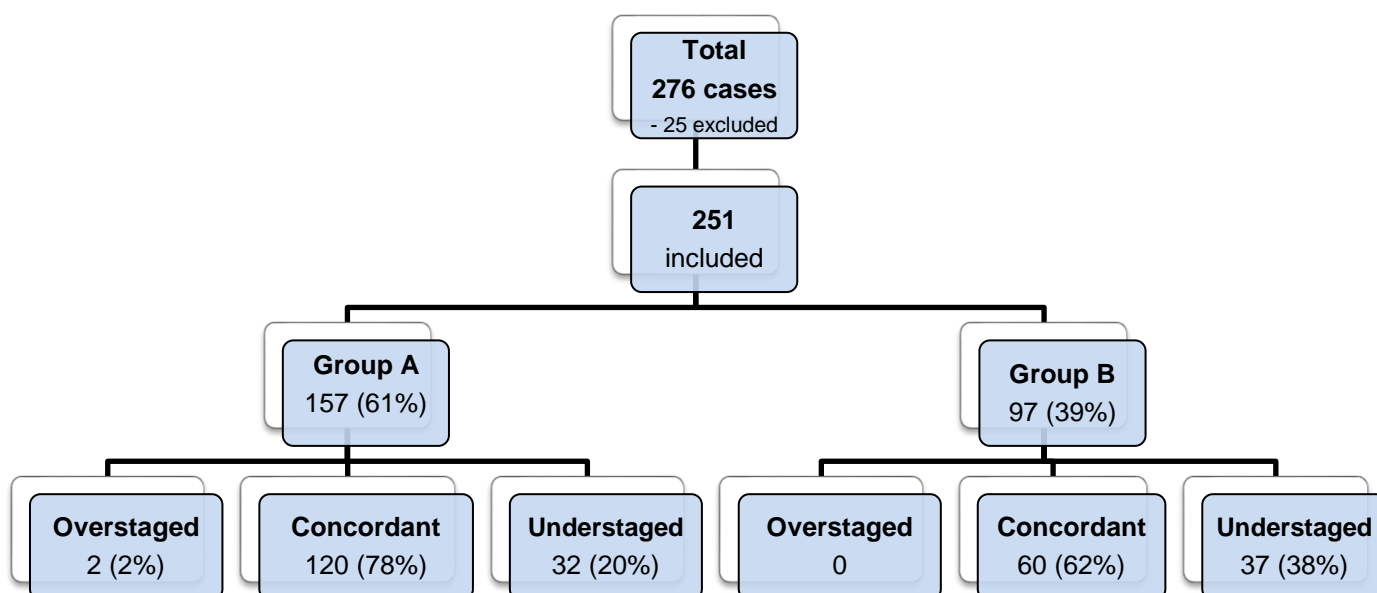 Total
276 cases
- 25 excluded
251
included
Group A
157 (61%)
Group B
97 (39%)
Overstaged
2 (2%)
Concordant
120 (78%)
Understaged
32 (20%)
Overstaged
0
Concordant
60 (62%)
Understaged
37 (38%)